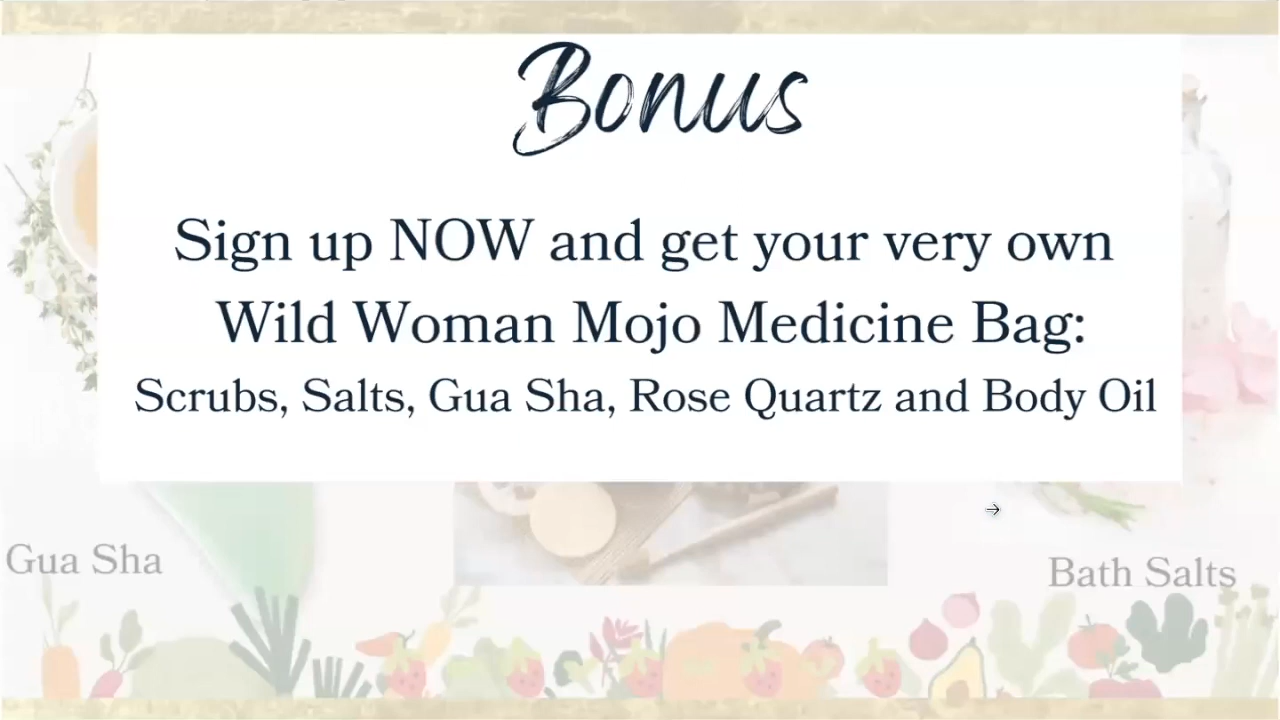 Bonus
Sign up NOW and get your very own
Wild Woman Mojo Medicine Bag:
Scrubs, Salts, Gua Sha, Rose Quartz and Body Oil
Gua Sha
Bath Salts